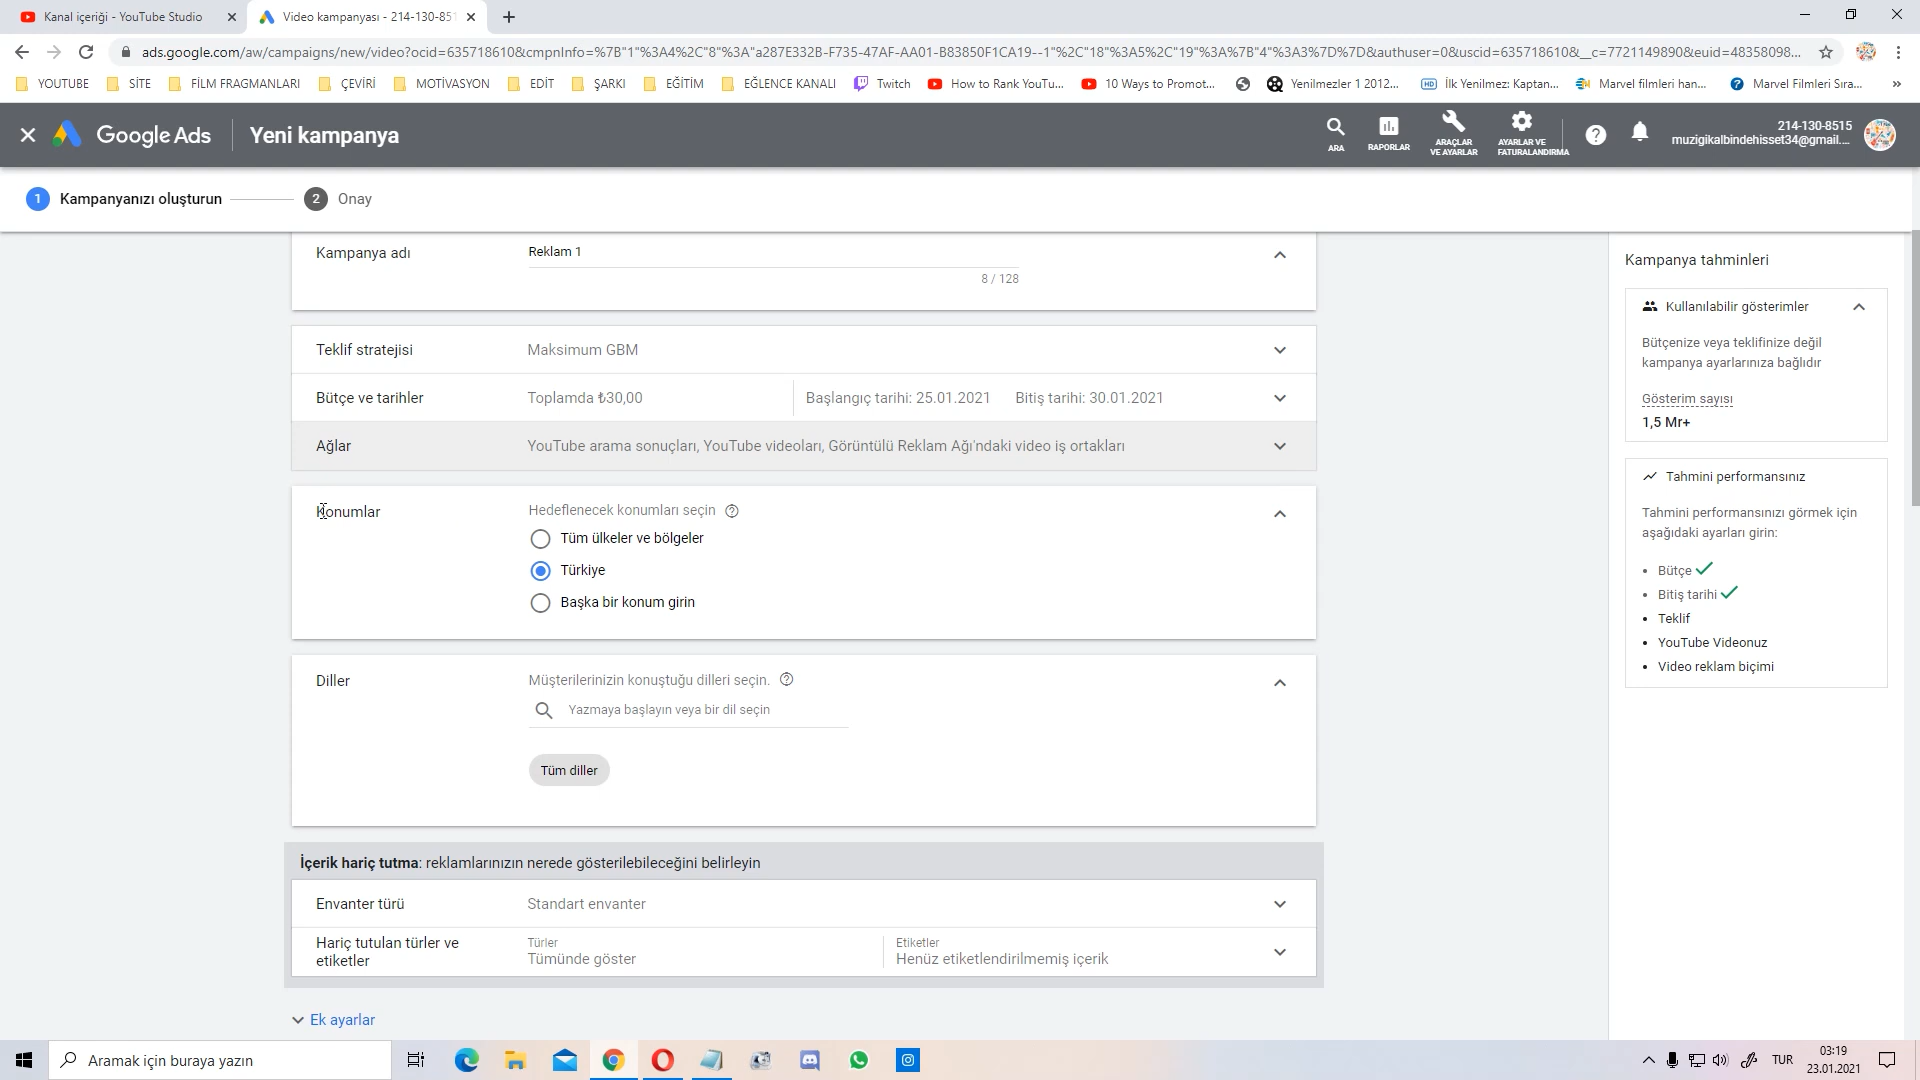 Kanal içeriği - YouTube Studio
Video kampanyası - 214-130-851
ads.google.com/aw/campaigns/new/video?ocid=635718610&cmpnInfo=%7B"1"%3A4%2C"8"%3A"a287E332B-F735-47AF-AA01-B83850F1CA19--1"%2C"18"%3A5%2C"19"%3A%7B"4"%3A3%7D%7D&authuser=0&uscid=635718610&__c=7721149890&euid=48358098...
YOUTUBE SİTE FİLM FRAGMANLARI ÇEVİRİ MOTİVASYON EDİT ŞARKI EĞİTİM EĞLENCE KANALI Twitch How to Rank YouTu... 10 Ways to Promot... Yenilmezler 1 2012... HD İlk Yenilmez: Kaptan... Marvel filmleri han... Marvel Filmleri Sıra... »
Google Ads Yeni kampanya
ARA
RAPORLAR
ARAÇLAR
VE AYARLAR
AYARLAR VE
FATURALANDIRMA
214-130-8515
muzigikalbindehisset34@gmail....
1 Kampanyanızı oluşturun 2 Onay
Kampanya adı Reklam 1
8 / 128
Teklif stratejisi Maksimum GBM
Bütçe ve tarihler Toplamda ₺30,00 Başlangıç tarihi: 25.01.2021 Bitiş tarihi: 30.01.2021
Ağlar YouTube arama sonuçları, YouTube videoları, Görüntülü Reklam Ağı'ndaki video iş ortakları
Konumlar Hedeflenecek konumları seçin
Tüm ülkeler ve bölgeler
Türkiye
Başka bir konum girin
Diller Müşterilerinizin konuştuğu dilleri seçin.
Yazmaya başlayın veya bir dil seçin
Tüm diller
İçerik hariç tutma: reklamlarınızın nerede gösterilebileceğini belirleyin
Envanter türü Standart envanter
Hariç tutulan türler ve
etiketler
Türler
Tümünde göster
Etiketler
Henüz etiketlendirilmemiş içerik
Ek ayarlar
Kampanya tahminleri
Kullanılabilir gösterimler
Bütçenize veya teklifinize değil
kampanya ayarlarınıza bağlıdır
Gösterim sayısı
1,5 Mr+
Tahmini performansınız
Tahmini performansınızı görmek için
aşağıdaki ayarları girin:
• Bütçe
• Bitiş tarihi
• Teklif
• YouTube Videonuz
• Video reklam biçimi
Aramak için buraya yazın
TUR
03:19
23.01.2021